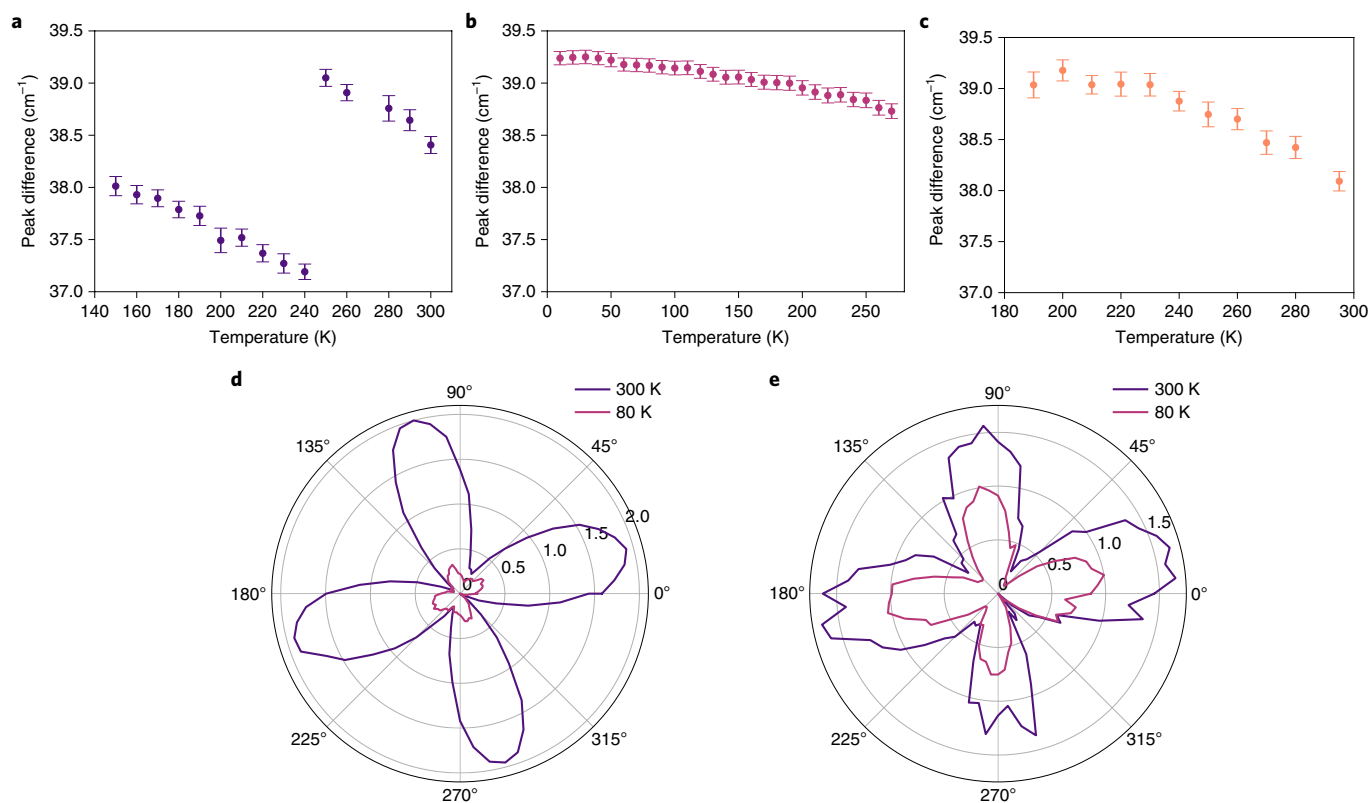 a
39.5
39.0
38.5
38.0
37.5
37.0
Peak difference (cm⁻¹)
140 160 180 200 220 240 260 280 300
Temperature (K)
b
39.5
39.0
38.5
38.0
37.5
37.0
Peak difference (cm⁻¹)
0 50 100 150 200 250
Temperature (K)
c
39.5
39.0
38.5
38.0
37.5
37.0
Peak difference (cm⁻¹)
180 200 220 240 260 280 300
Temperature (K)
d
300 K
80 K
90°
135° 45°
2.0
1.5
1.0
0.5
0
180° 0°
225° 315°
270°
e
300 K
80 K
90°
135° 45°
1.5
1.0
0.5
0
180° 0°
225° 315°
270°